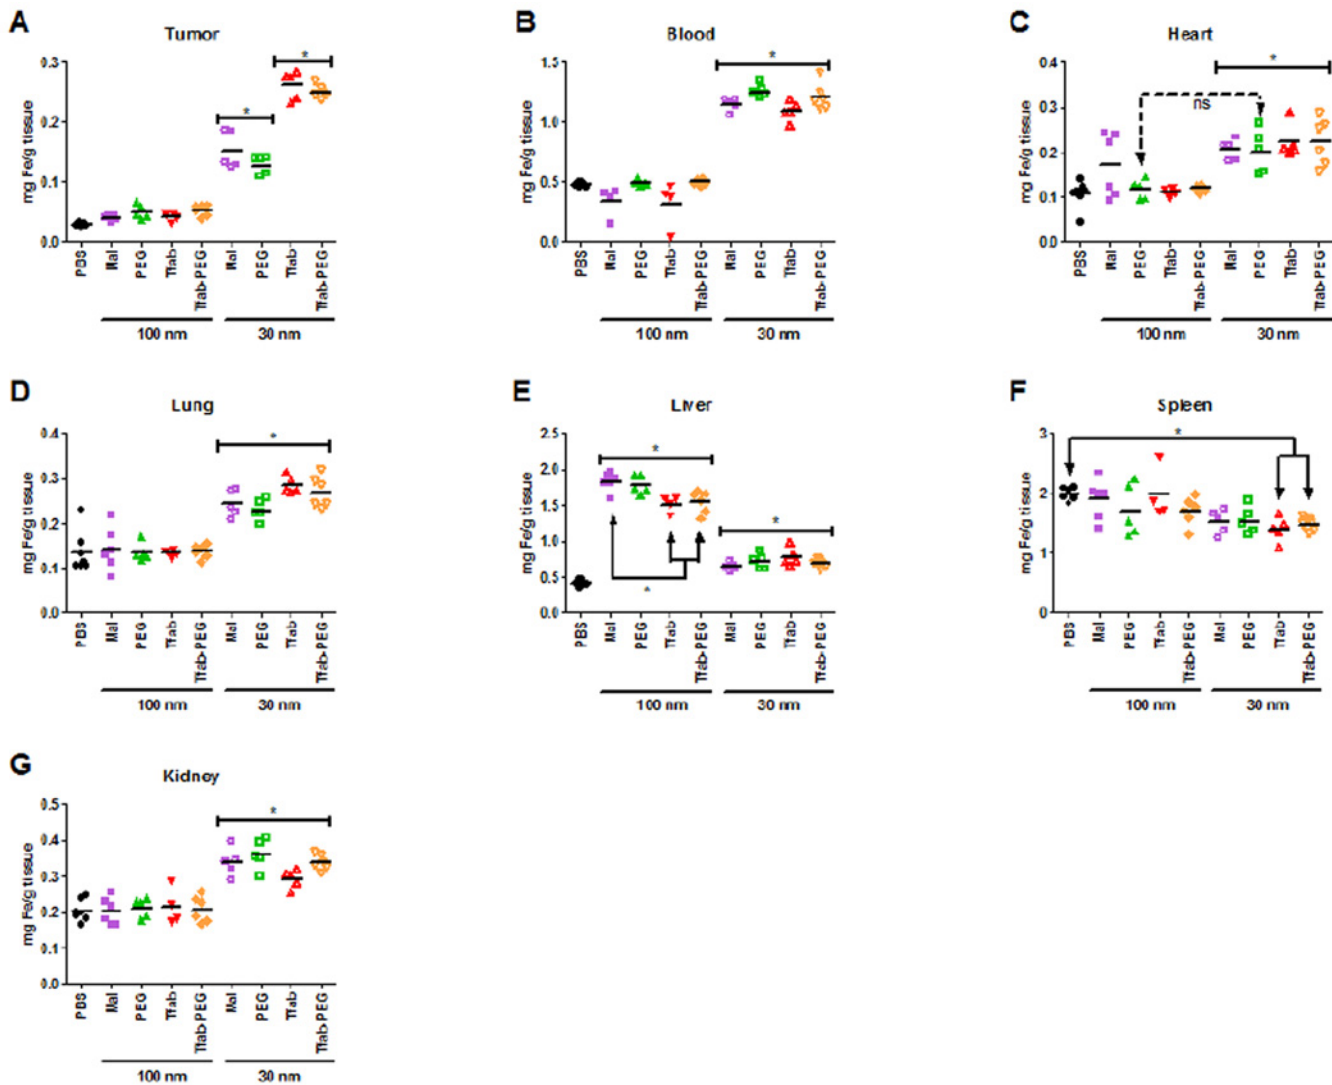 A
Tumor
mg Fe/g tissue
0.3
0.2
0.1
0.0
*
*
PBS
Mal
PEG
Tfab
Tfab-PEG
Mal
PEG
Tfab
Tfab-PEG
100 nm
30 nm
B
Blood
mg Fe/g tissue
1.5
1.0
0.5
0.0
*
PBS
Mal
PEG
Tfab
Tfab-PEG
Mal
PEG
Tfab
Tfab-PEG
100 nm
30 nm
C
Heart
mg Fe/g tissue
0.4
0.3
0.2
0.1
0.0
*
ns
PBS
Mal
PEG
Tfab
Tfab-PEG
Mal
PEG
Tfab
Tfab-PEG
100 nm
30 nm
D
Lung
mg Fe/g tissue
0.4
0.3
0.2
0.1
0.0
*
PBS
Mal
PEG
Tfab
Tfab-PEG
Mal
PEG
Tfab
Tfab-PEG
100 nm
30 nm
E
Liver
mg Fe/g tissue
2.5
2.0
1.5
1.0
0.5
0.0
*
*
*
PBS
Mal
PEG
Tfab
Tfab-PEG
Mal
PEG
Tfab
Tfab-PEG
100 nm
30 nm
F
Spleen
mg Fe/g tissue
3
2
1
0
*
PBS
Mal
PEG
Tfab
Tfab-PEG
Mal
PEG
Tfab
Tfab-PEG
100 nm
30 nm
G
Kidney
mg Fe/g tissue
0.5
0.4
0.3
0.2
0.1
0.0
*
PBS
Mal
PEG
Tfab
Tfab-PEG
Mal
PEG
Tfab
Tfab-PEG
100 nm
30 nm